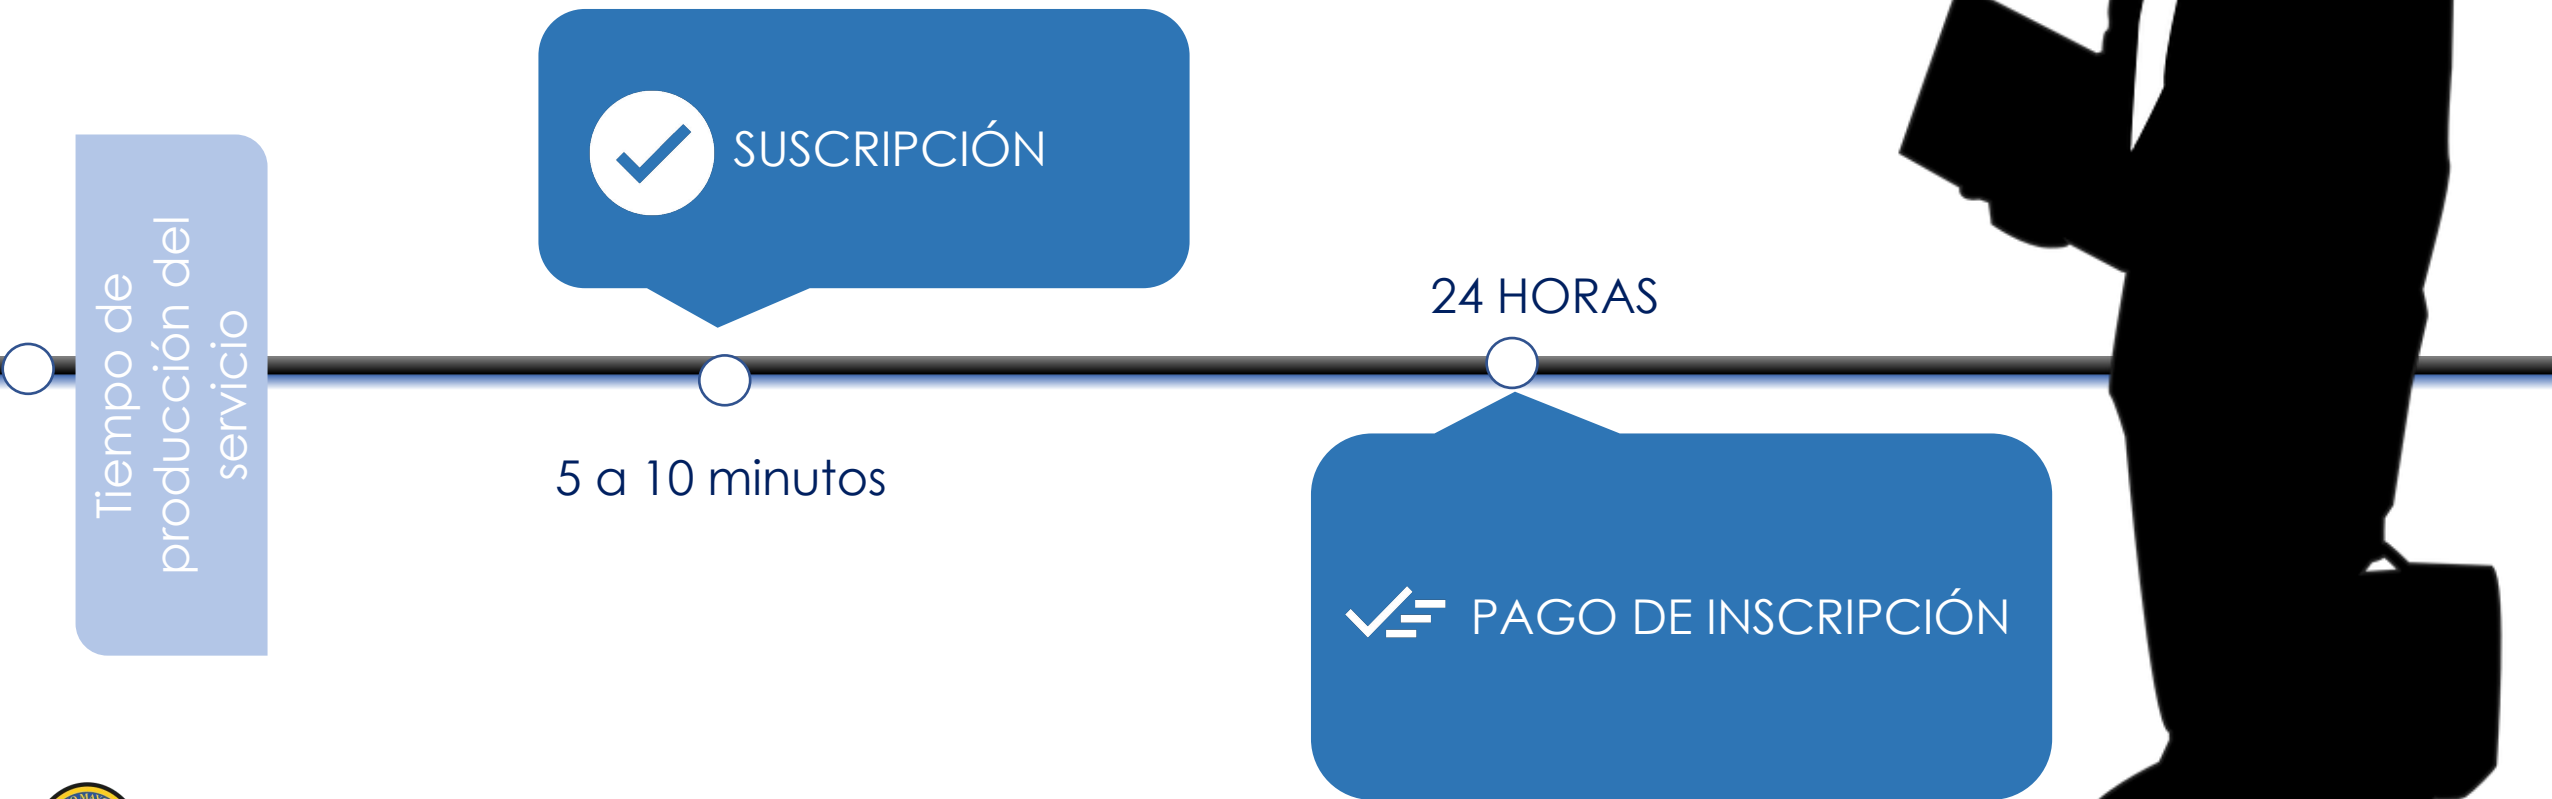 Tiempo de
producción del
servicio
SUSCRIPCIÓN
5 a 10 minutos
24 HORAS
PAGO DE INSCRIPCIÓN